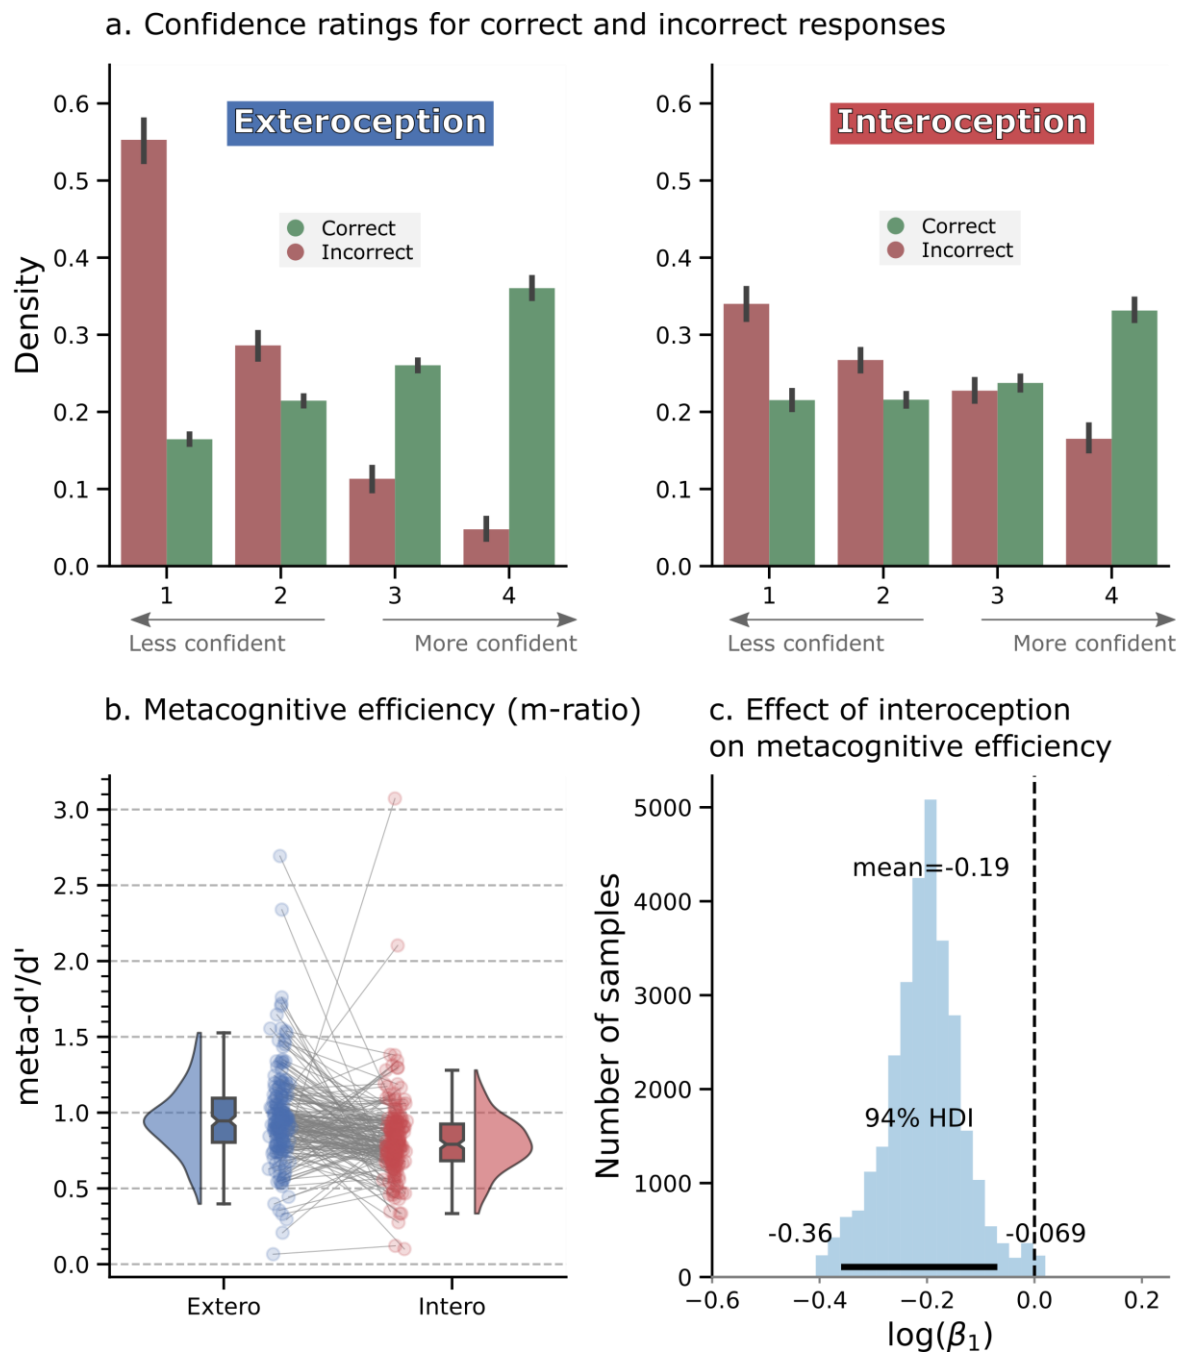 a. Confidence ratings for correct and incorrect responses
Exteroception
Interoception
Correct
Incorrect
Correct
Incorrect
Density
0.6
0.5
0.4
0.3
0.2
0.1
0.0
0.6
0.5
0.4
0.3
0.2
0.1
0.0
1 2 3 4
1 2 3 4
Less confident More confident
Less confident More confident
b. Metacognitive efficiency (m-ratio)
meta-d'/d'
3.0
2.5
2.0
1.5
1.0
0.5
0.0
Extero Intero
c. Effect of interoception
on metacognitive efficiency
Number of samples
5000
4000
3000
2000
1000
0
mean=-0.19
94% HDI
-0.36 -0.069
−0.6 −0.4 −0.2 0.0 0.2
log(β₁)